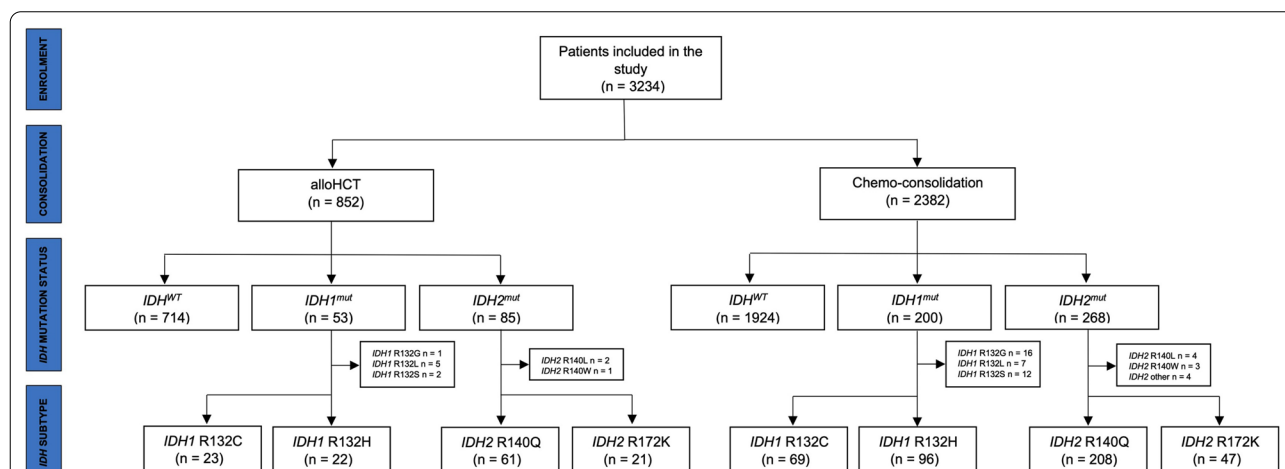 ENROLMENT
Patients included in the
study
(n = 3234)
CONSOLIDATION
alloHCT
(n = 852)
Chemo-consolidation
(n = 2382)
IDH MUTATION STATUS
IDHWT
(n = 714)
IDH1mut
(n = 53)
IDH2mut
(n = 85)
IDHWT
(n = 1924)
IDH1mut
(n = 200)
IDH2mut
(n = 268)
IDH1 R132G n = 1
IDH1 R132L n = 5
IDH1 R132S n = 2
IDH2 R140L n = 2
IDH2 R140W n = 1
IDH1 R132G n = 16
IDH1 R132L n = 7
IDH1 R132S n = 12
IDH2 R140L n = 4
IDH2 R140W n = 3
IDH2 other n = 4
IDH SUBTYPE
IDH1 R132C
(n = 23)
IDH1 R132H
(n = 22)
IDH2 R140Q
(n = 61)
IDH2 R172K
(n = 21)
IDH1 R132C
(n = 69)
IDH1 R132H
(n = 96)
IDH2 R140Q
(n = 208)
IDH2 R172K
(n = 47)